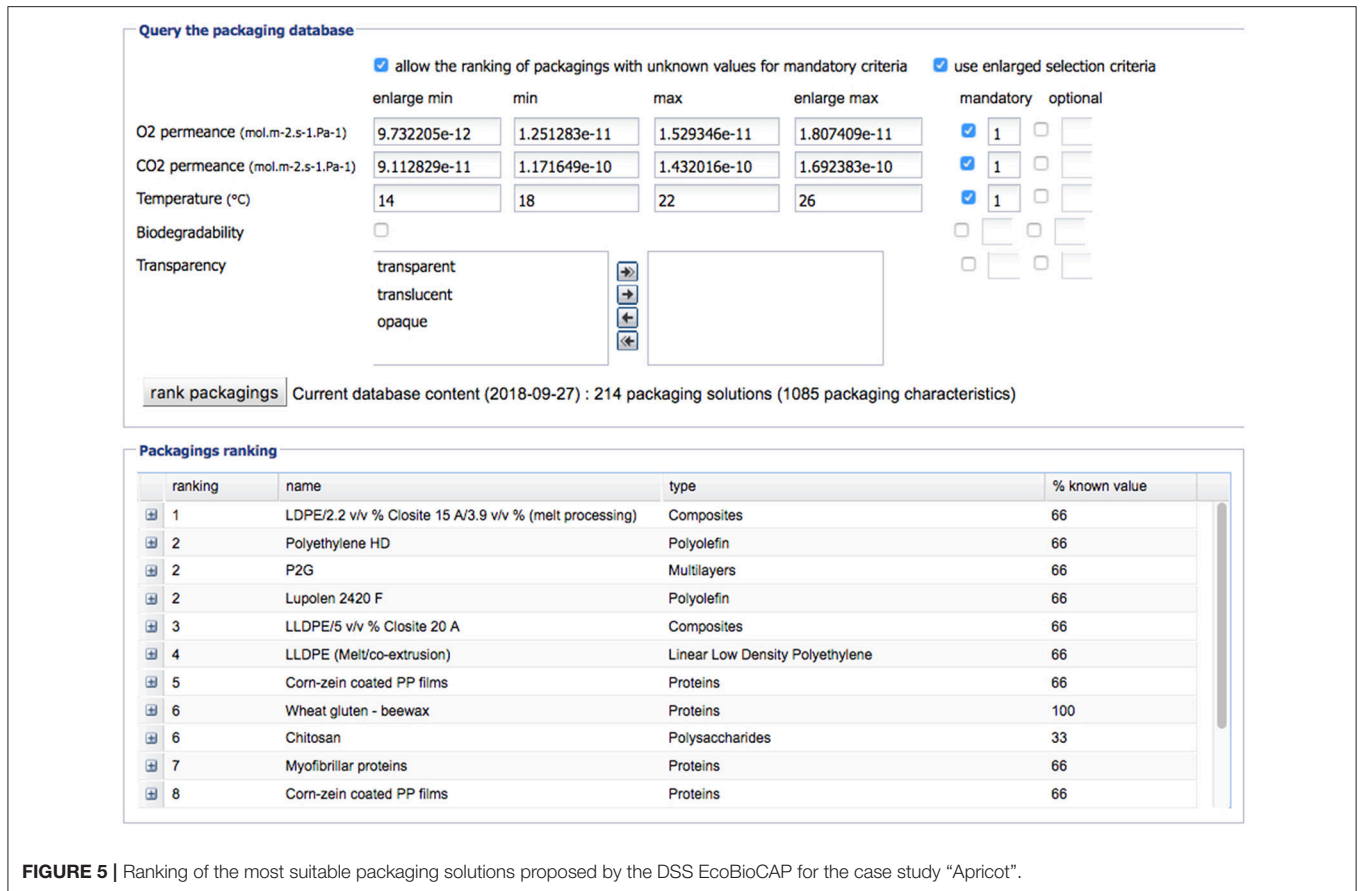 Query the packaging database
allow the ranking of packagings with unknown values for mandatory criteria use enlarged selection criteria
enlarge min min max enlarge max mandatory optional
O2 permeance (mol.m-2.s-1.Pa-1) 9.732205e-12 1.251283e-11 1.529346e-11 1.807409e-11 1
CO2 permeance (mol.m-2.s-1.Pa-1) 9.112829e-11 1.171649e-10 1.432016e-10 1.692383e-10 1
Temperature (°C) 14 18 22 26 1
Biodegradability
Transparency transparent
translucent
opaque
rank packagings Current database content (2018-09-27) : 214 packaging solutions (1085 packaging characteristics)
Packagings ranking
ranking name type % known value
1 LDPE/2.2 v/v % Closite 15 A/3.9 v/v % (melt processing) Composites 66
2 Polyethylene HD Polyolefin 66
2 P2G Multilayers 66
2 Lupolen 2420 F Polyolefin 66
3 LLDPE/5 v/v % Closite 20 A Composites 66
4 LLDPE (Melt/co-extrusion) Linear Low Density Polyethylene 66
5 Corn-zein coated PP films Proteins 66
6 Wheat gluten - beewax Proteins 100
6 Chitosan Polysaccharides 33
7 Myofibrillar proteins Proteins 66
8 Corn-zein coated PP films Proteins 66
FIGURE 5 | Ranking of the most suitable packaging solutions proposed by the DSS EcoBioCAP for the case study “Apricot”.